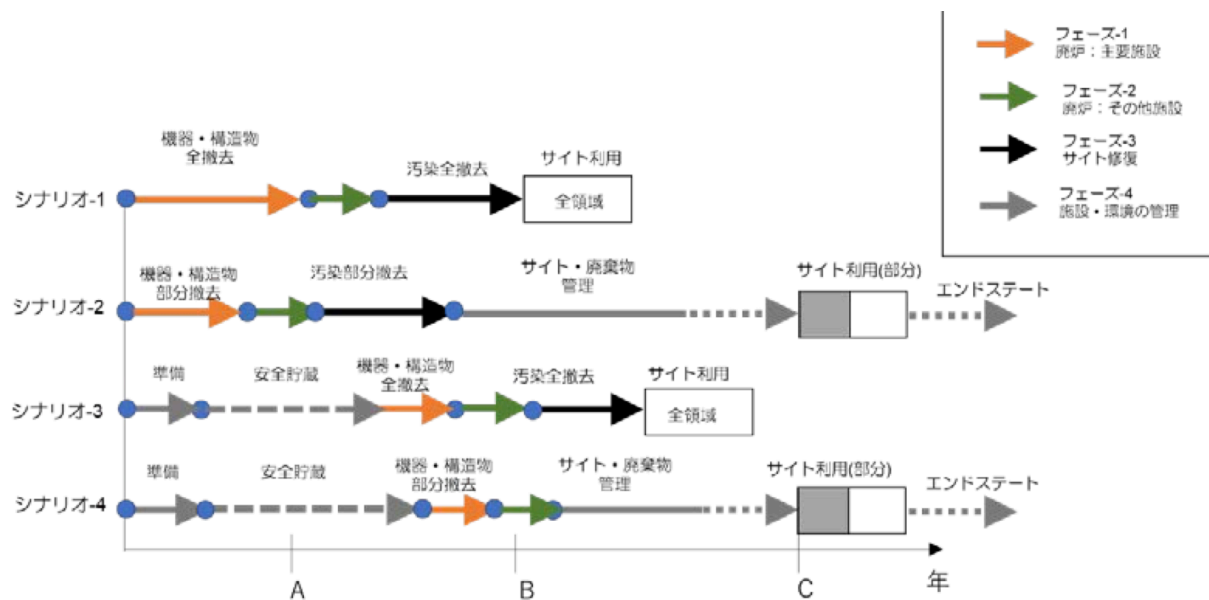 フェーズ-1
廃炉：主要施設
フェーズ-2
廃炉：その他施設
フェーズ-3
サイト修復
フェーズ-4
施設・環境の管理
機器・構造物
全撤去
汚染全撤去
サイト利用
シナリオ-1
全領域
機器・構造物
部分撤去
汚染部分撤去
サイト・廃棄物
管理
サイト利用(部分)
エンドステート
シナリオ-2
準備
安全貯蔵
機器・構造物
全撤去
汚染全撤去
サイト利用
シナリオ-3
全領域
準備
安全貯蔵
機器・構造物
部分撤去
サイト・廃棄物
管理
サイト利用(部分)
エンドステート
シナリオ-4
A
B
C
年